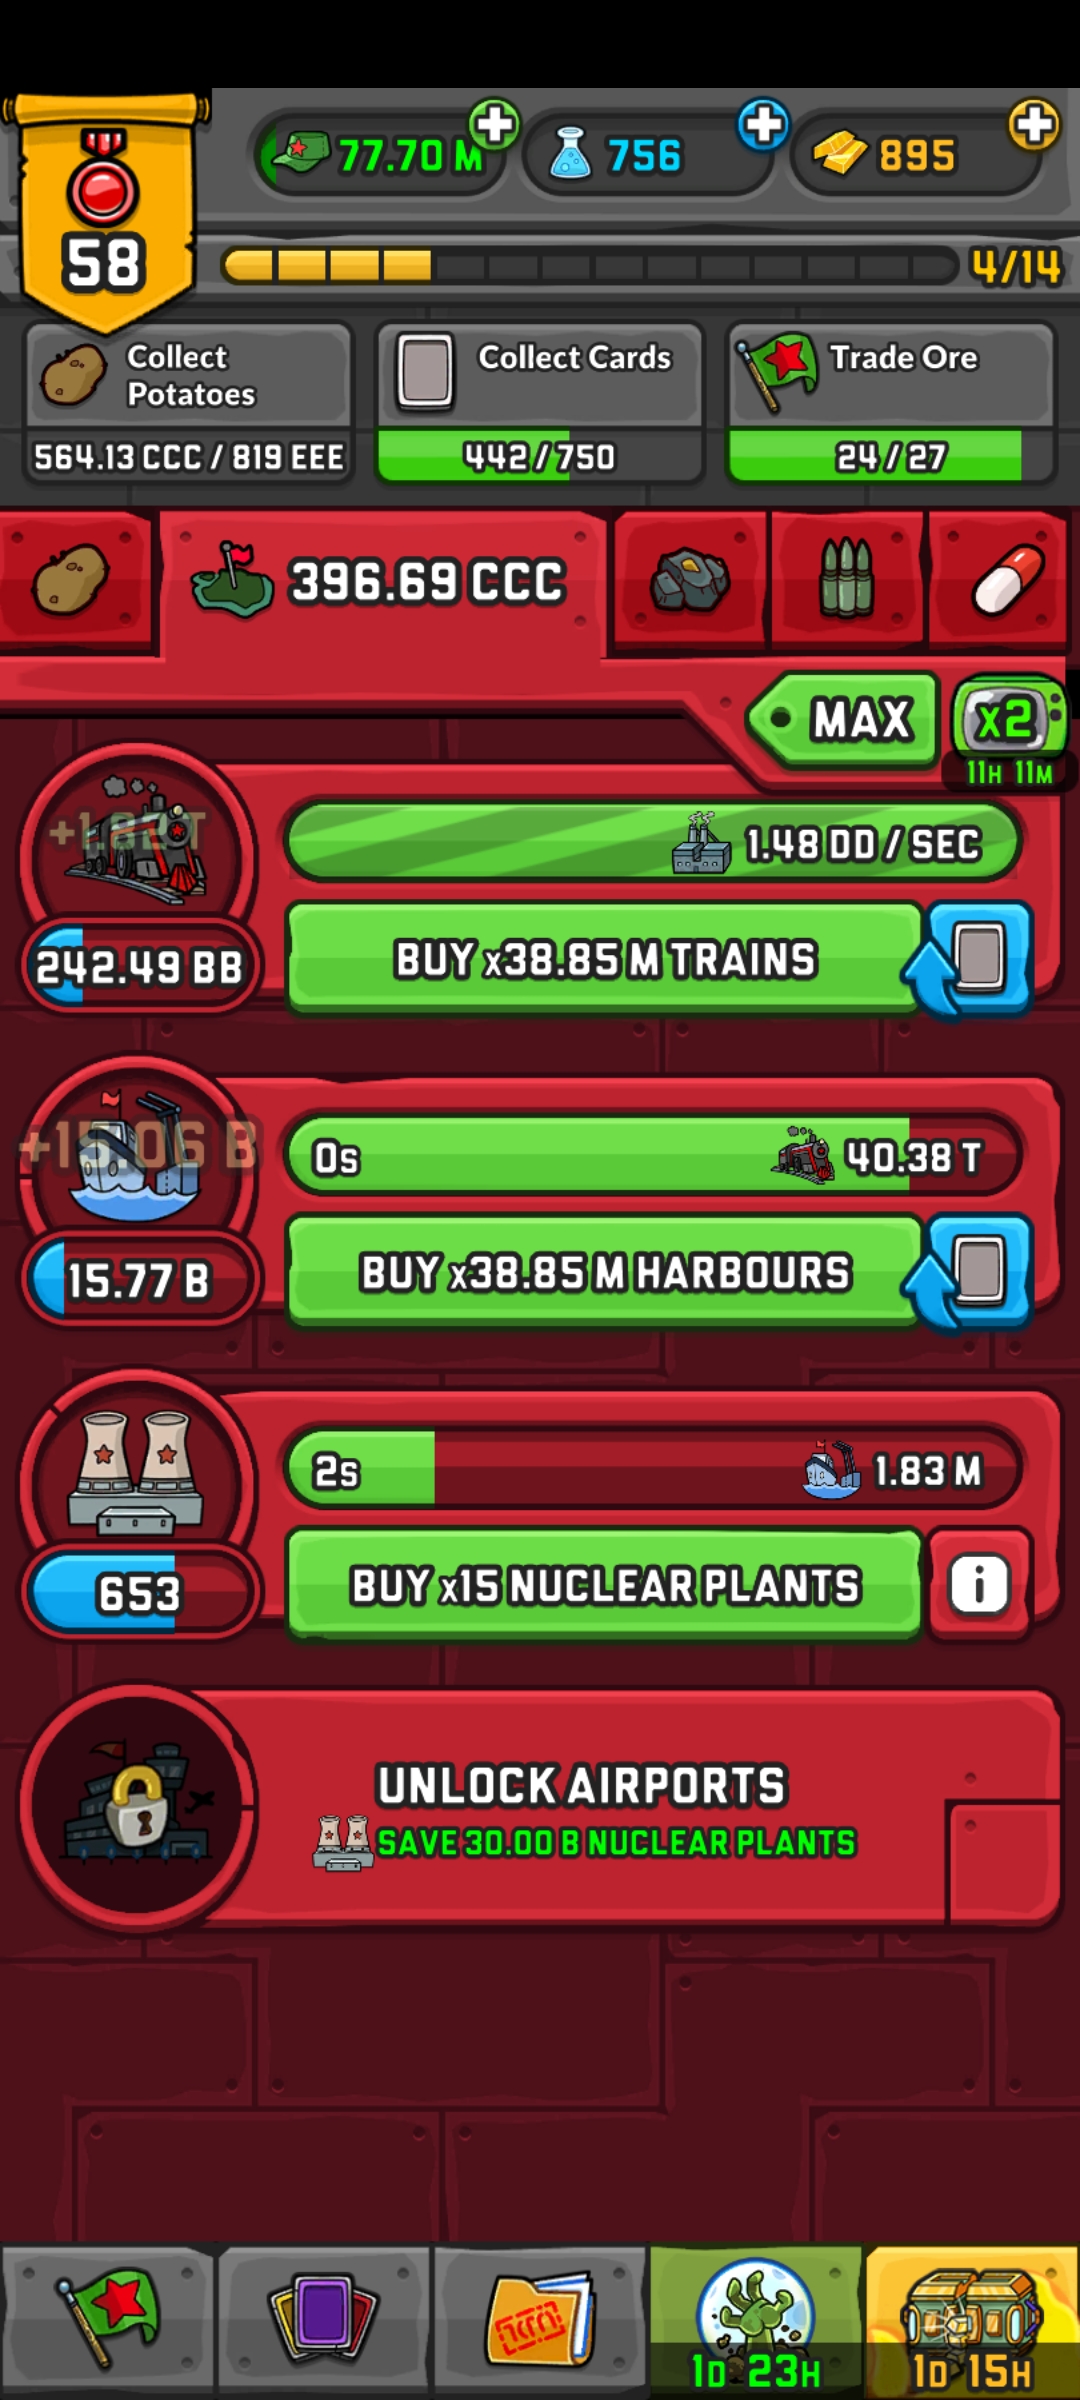 77.70 M
756
895
58
4/14
Collect
Potatoes
Collect Cards
Trade Ore
564.13 CCC / 819 EEE
442/750
24/27
396.69 CCC
MAX
x2
11H 11M
1.48 DD / SEC
242.49 BB
BUY x38.85 M TRAINS
+15.06 B
0s
40.38 T
15.77 B
BUY x38.85 M HARBOURS
2s
1.83 M
653
BUY x15 NUCLEAR PLANTS
i
UNLOCK AIRPORTS
SAVE 30.00 B NUCLEAR PLANTS
1D 23H
1D 15H